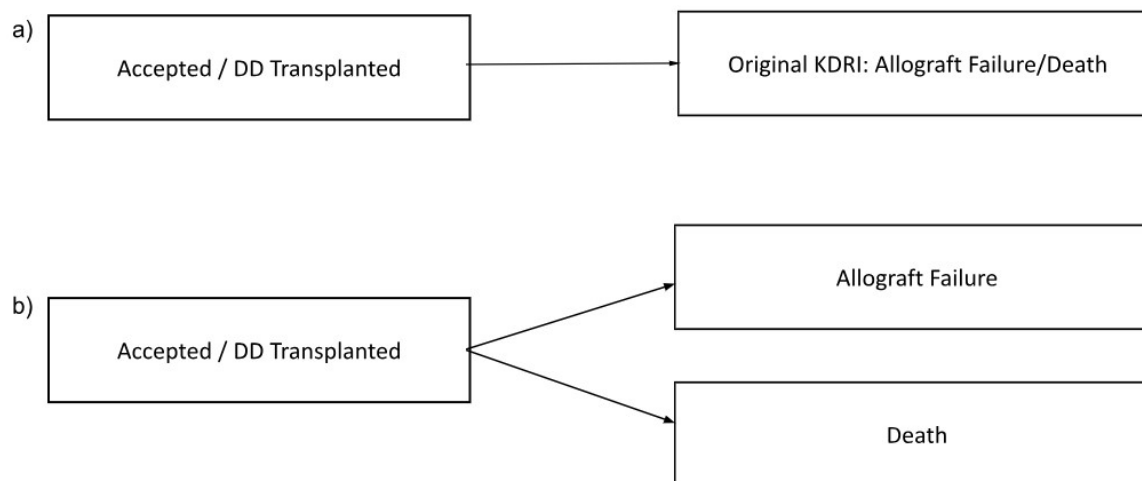 a)
Accepted / DD Transplanted
Original KDRI: Allograft Failure/Death
b)
Accepted / DD Transplanted
Allograft Failure
Death